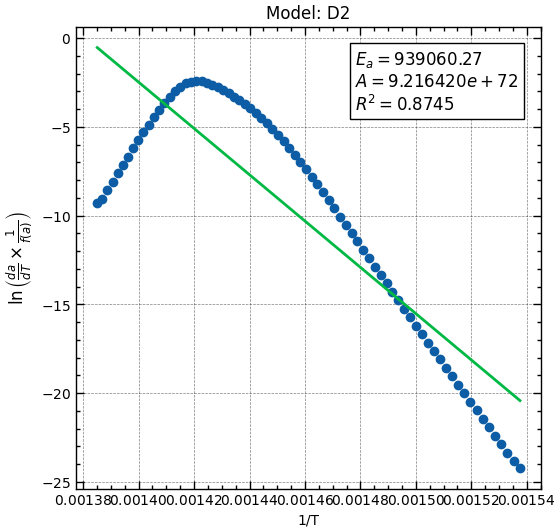 Model: D2
E_a = 939060.27
A = 9.216420e + 72
R² = 0.8745
0
−5
−10
−15
−20
−25
ln(da/dT × 1/f(a))
0.00138 0.00140 0.00142 0.00144 0.00146 0.00148 0.00150 0.00152 0.00154
1/T